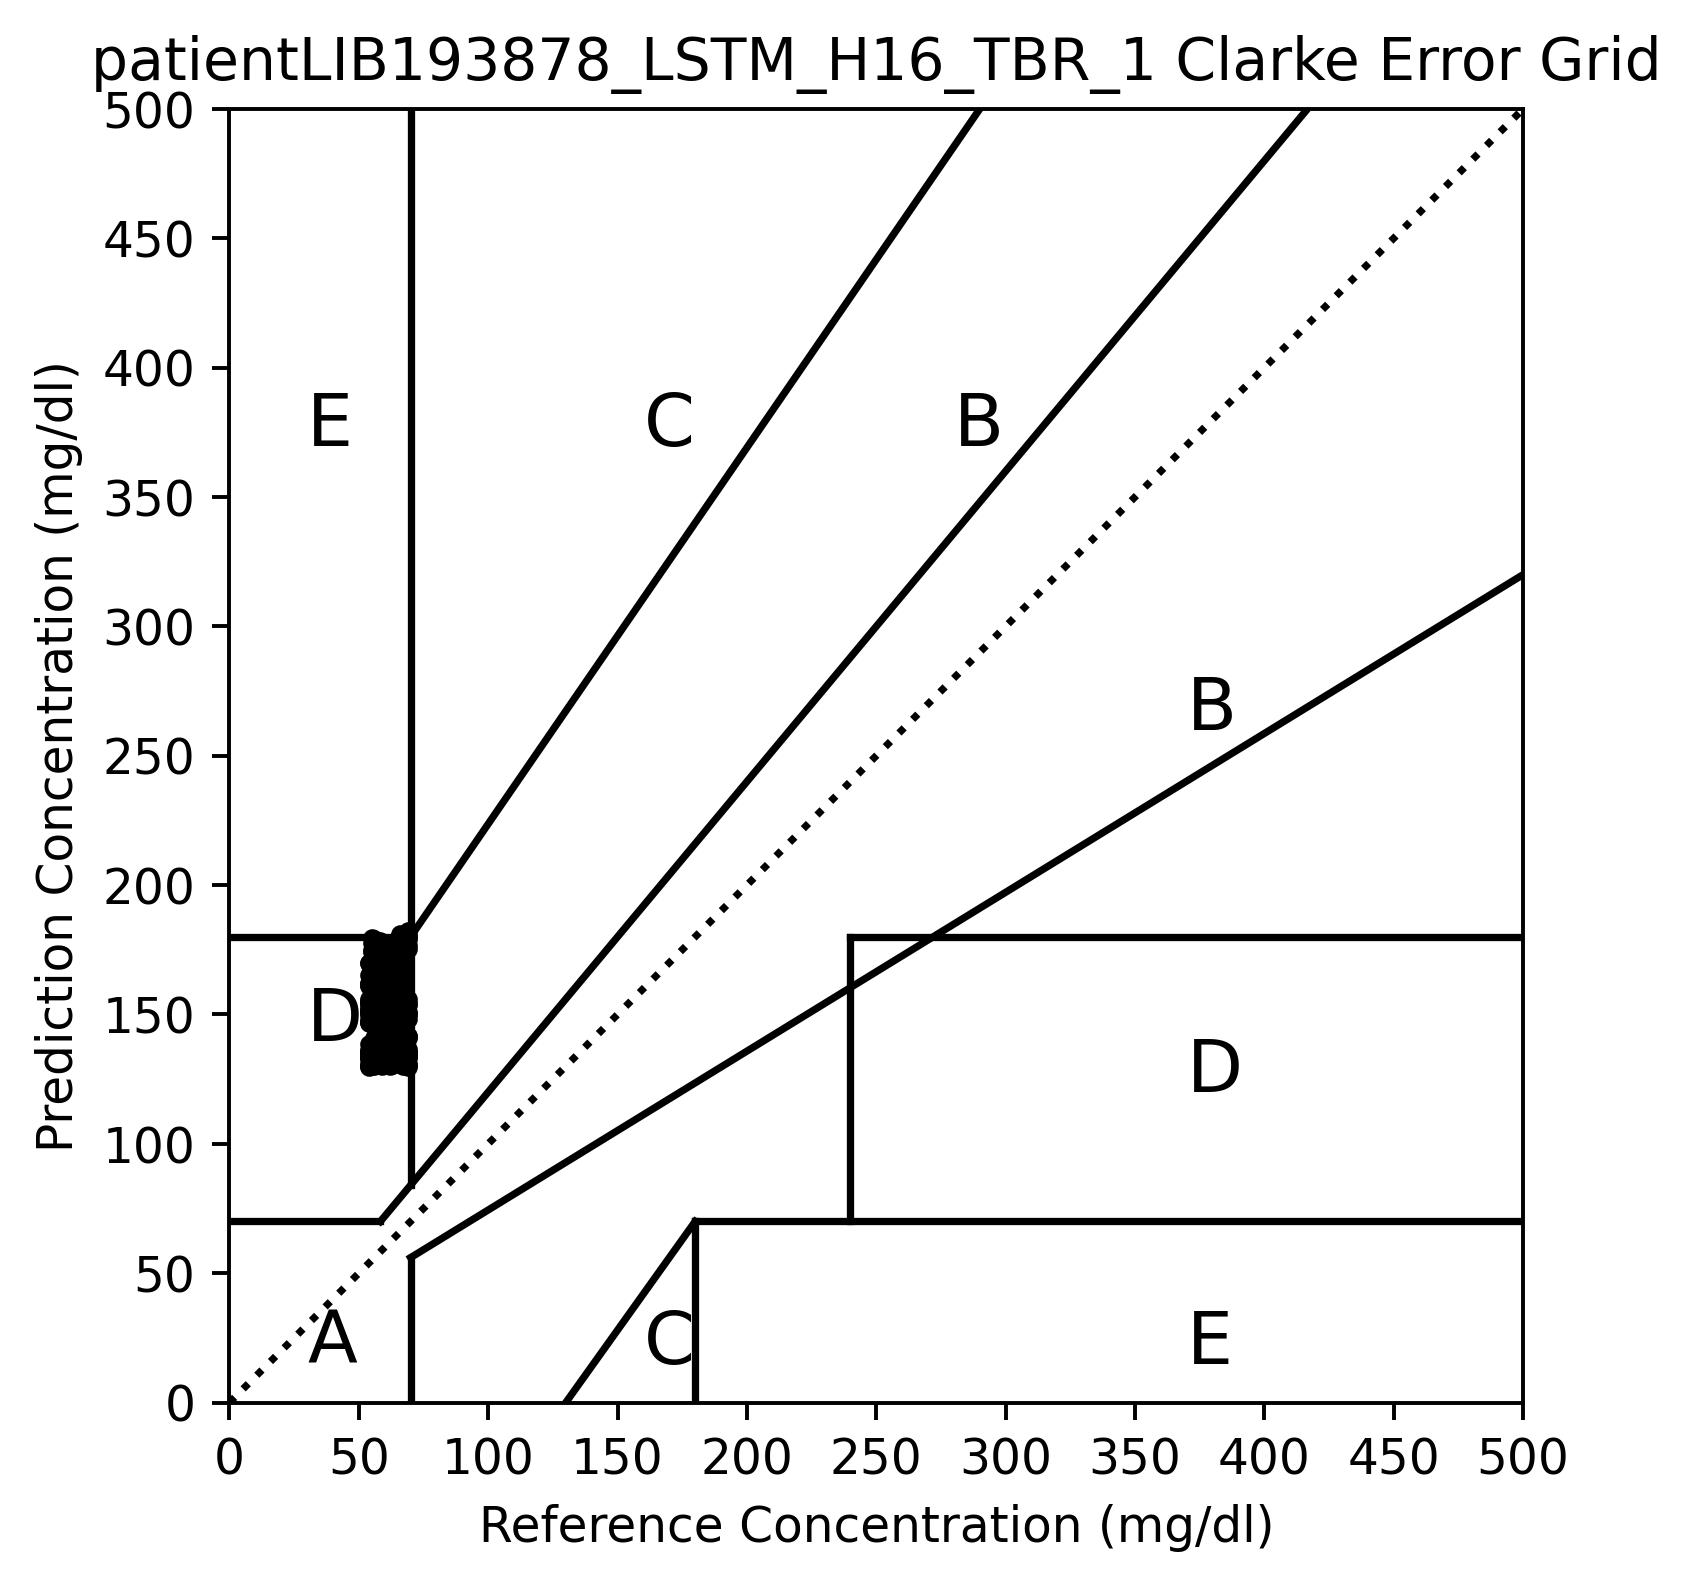 patientLIB193878_LSTM_H16_TBR_1 Clarke Error Grid
500
450
400
350
300
250
200
150
100
50
0
Prediction Concentration (mg/dl)
E
C
B
B
D
D
A
C
E
0 50 100 150 200 250 300 350 400 450 500
Reference Concentration (mg/dl)